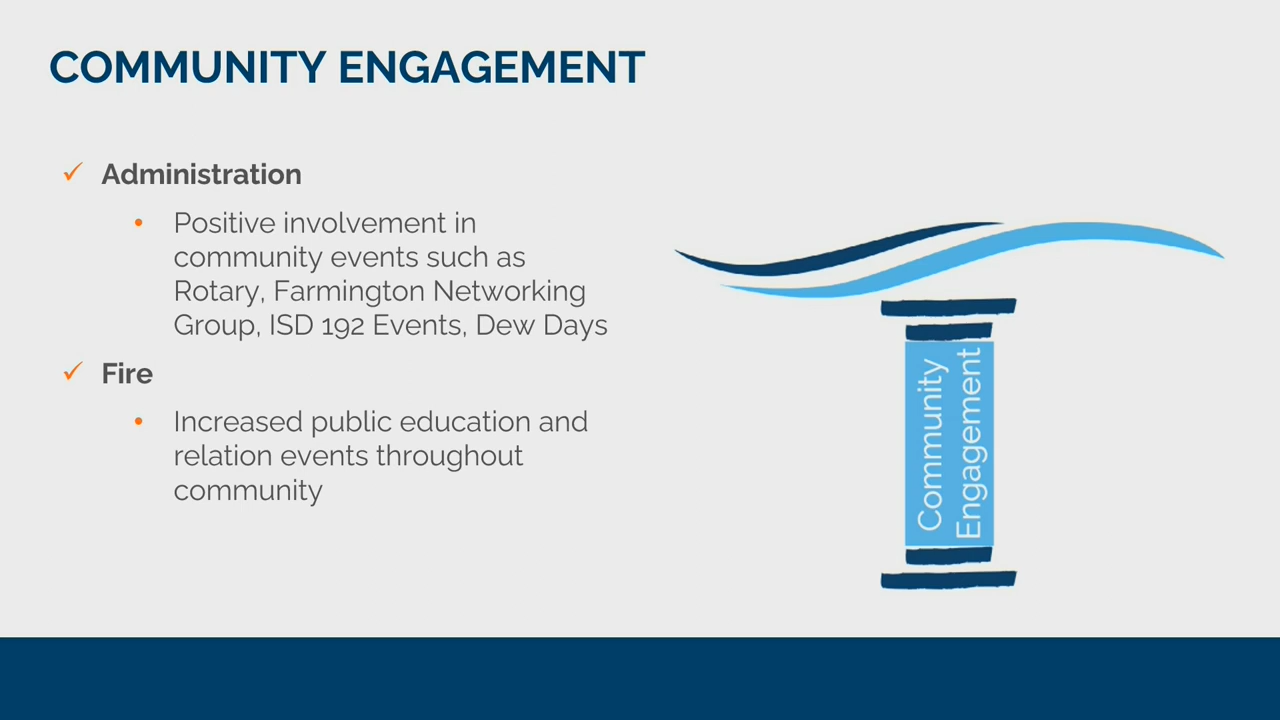 COMMUNITY ENGAGEMENT
Administration
Positive involvement in
community events such as
Rotary, Farmington Networking
Group, ISD 192 Events, Dew Days
Fire
Increased public education and
relation events throughout
community
Community
Engagement